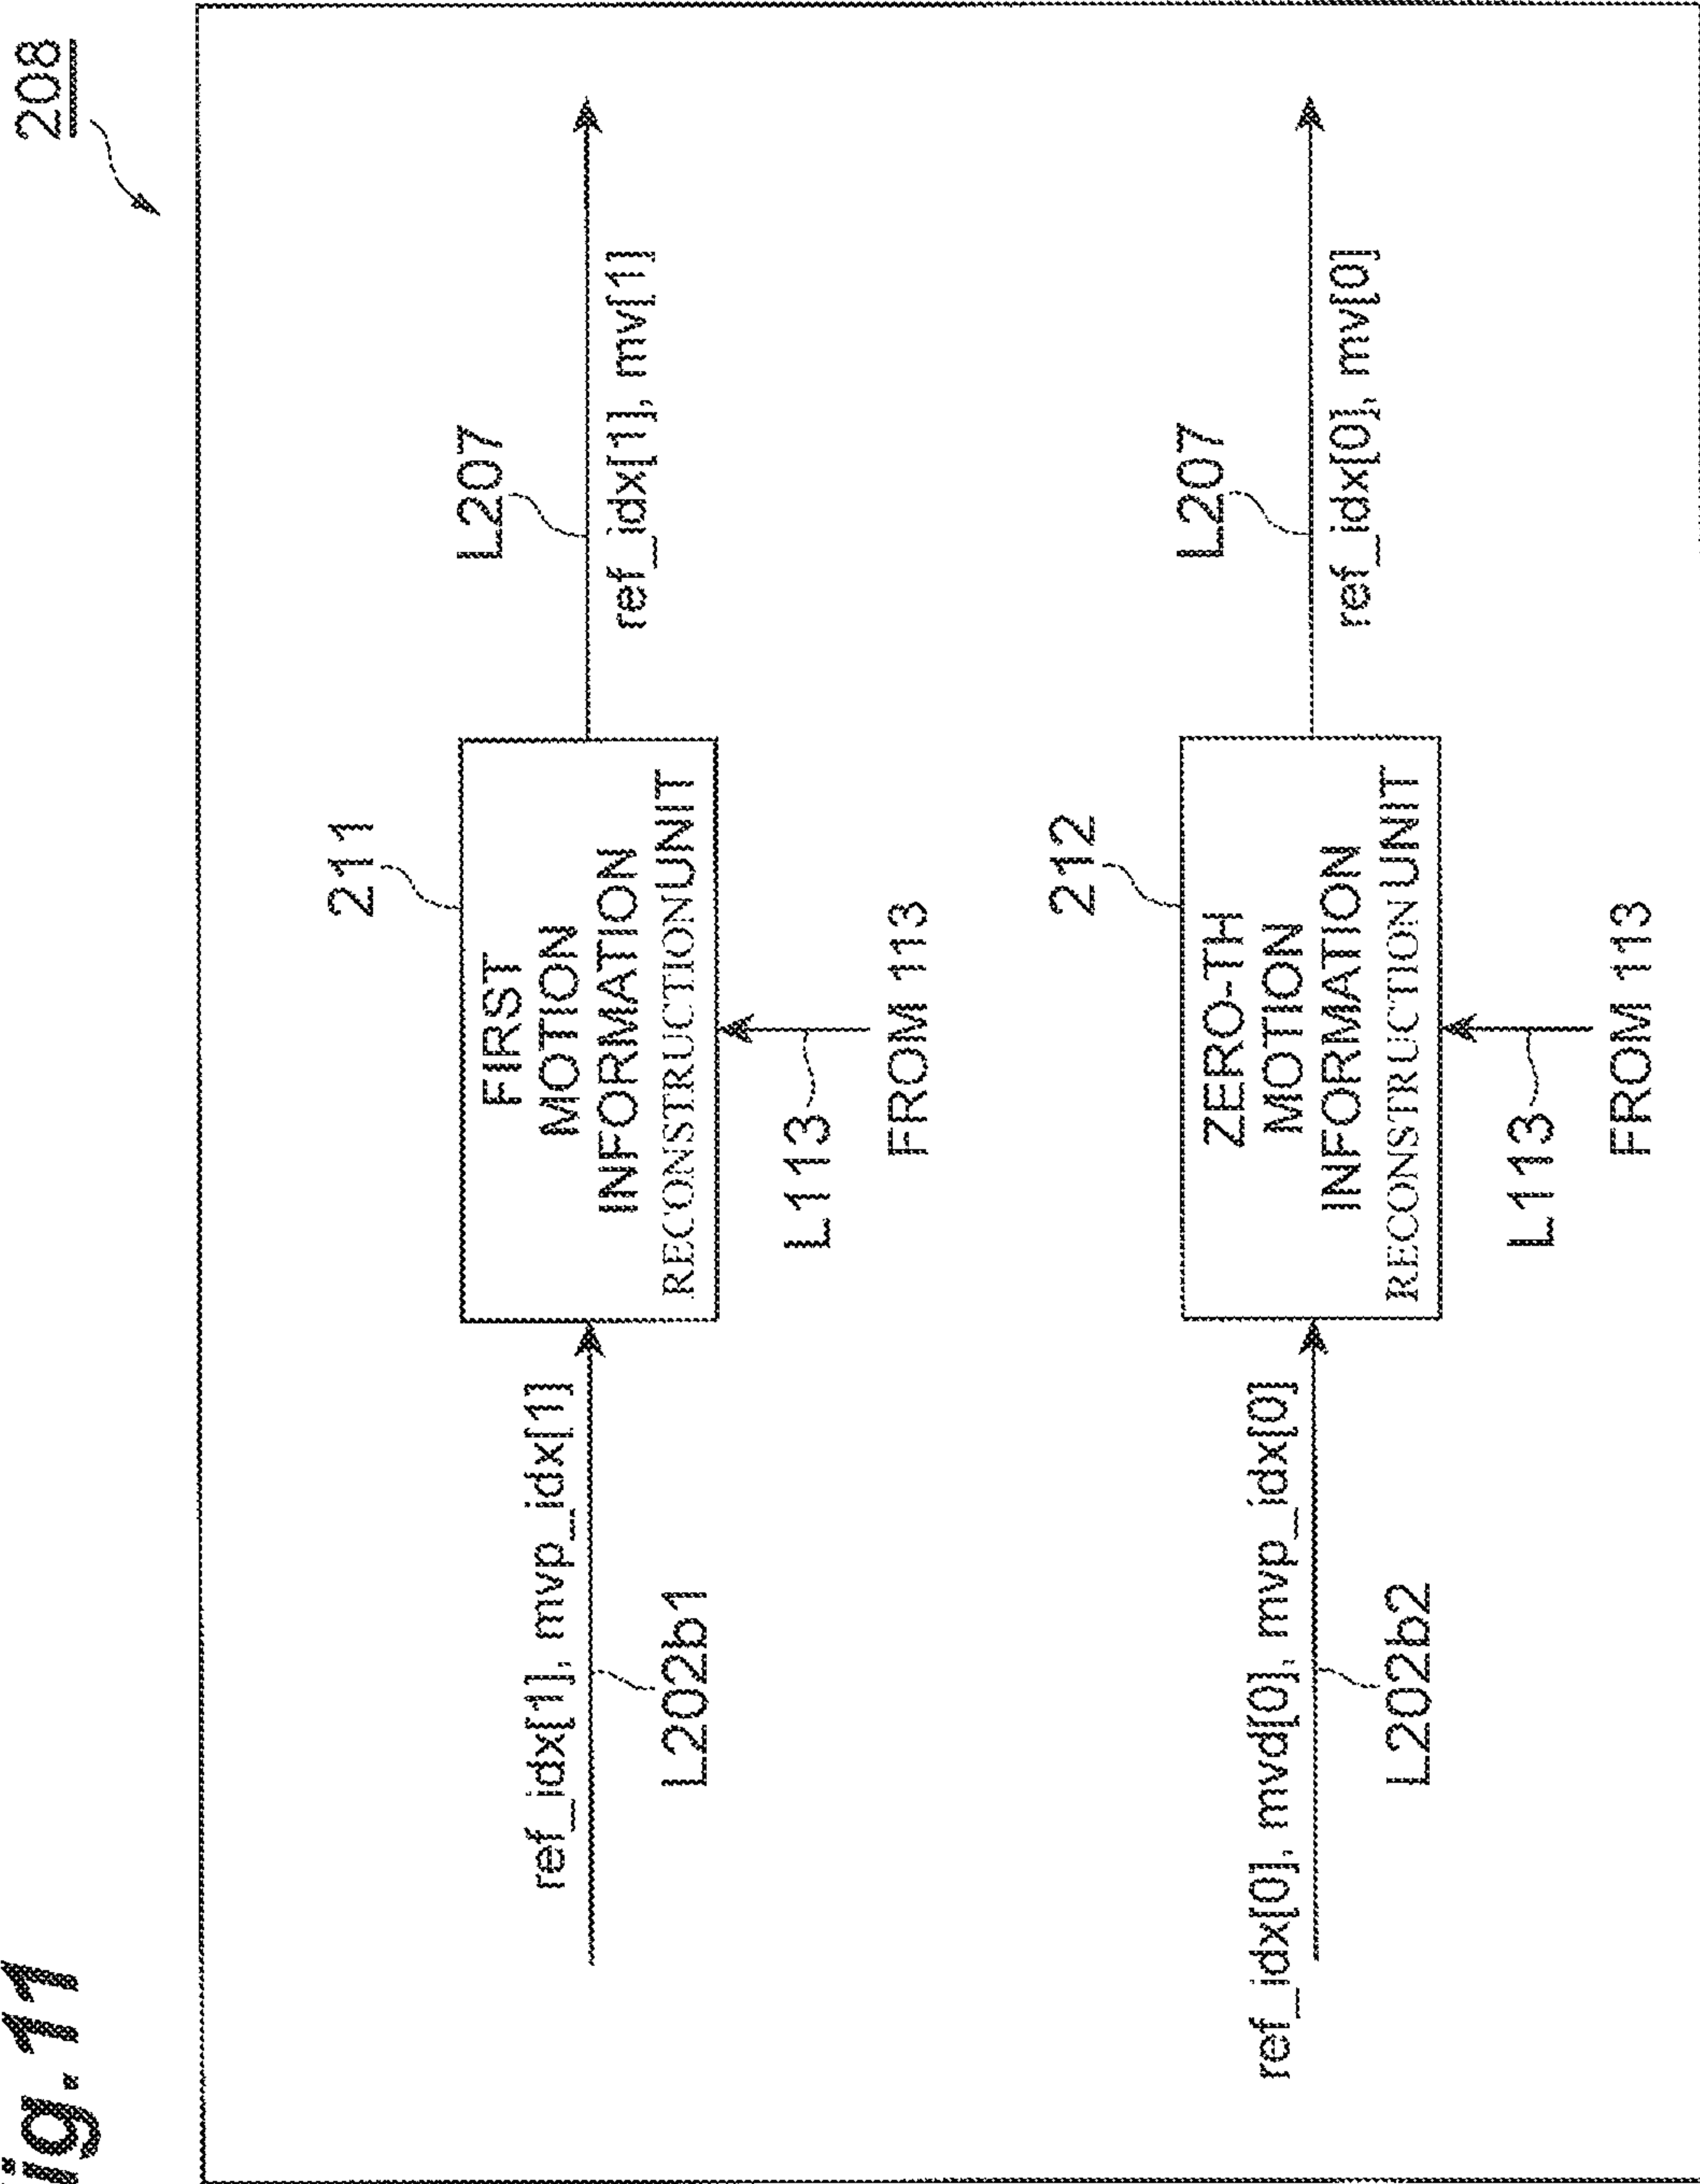 ig.11
208
ref_idx[1], mvp_idx[1]
L202b1
211
FIRST
MOTION
INFORMATION
RECONSTRUCTIONUNIT
L113
FROM 113
L207
ref_idx[1], mv[1]
ref_idx[0], mvd[0], mvp_idx[0]
L202b2
212
ZERO-TH
MOTION
INFORMATION
RECONSTRUCTION UNIT
L113
FROM 113
L207
ref_idx[0], mv[0]